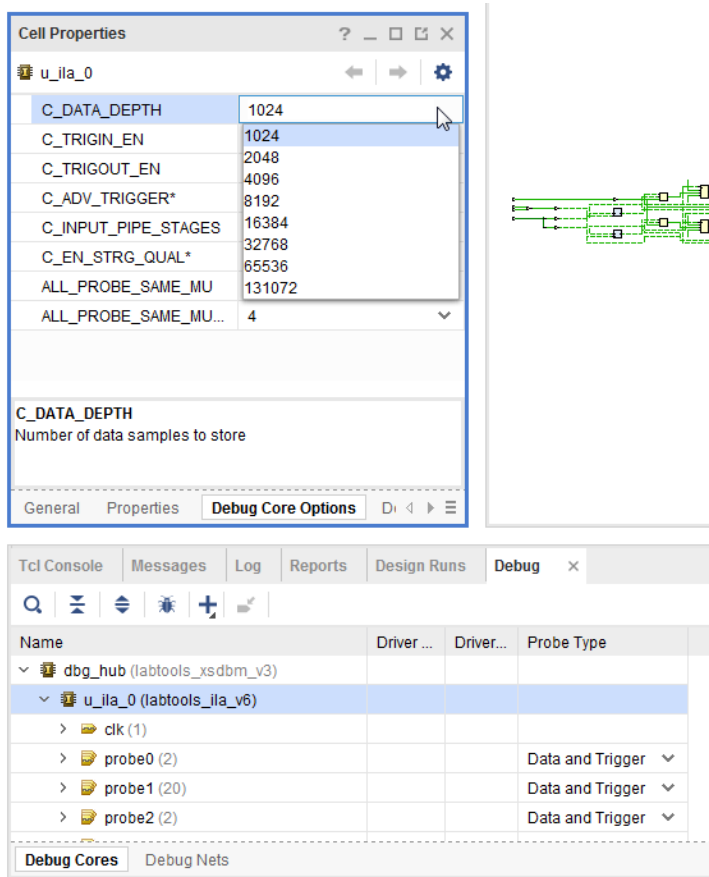 Cell Properties
u_ila_0
C_DATA_DEPTH 1024
1024
C_TRIGIN_EN
2048
C_TRIGOUT_EN
4096
C_ADV_TRIGGER*
8192
C_INPUT_PIPE_STAGES
16384
32768
C_EN_STRG_QUAL*
65536
ALL_PROBE_SAME_MU
131072
ALL_PROBE_SAME_MU... 4
C_DATA_DEPTH
Number of data samples to store
General Properties Debug Core Options
Tcl Console Messages Log Reports Design Runs Debug
Name Driver ... Driver... Probe Type
dbg_hub (labtools_xsdbm_v3)
u_ila_0 (labtools_ila_v6)
clk (1)
probe0 (2) Data and Trigger
probe1 (20) Data and Trigger
probe2 (2) Data and Trigger
Debug Cores Debug Nets